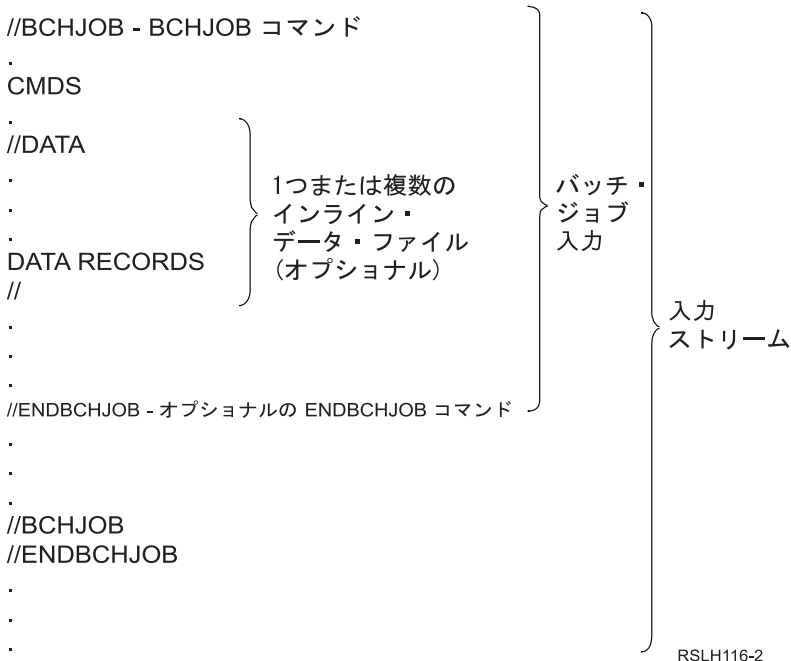 //BCHJOB - BCHJOB コマンド
.
CMDS
.
//DATA
.
.
.
DATA RECORDS
//
.
.
.
//ENDBCHJOB - オプショナルの ENDBCHJOB コマンド
.
.
.
//BCHJOB
//ENDBCHJOB
.
.
.
1つまたは複数の
インライン・
データ・ファイル
(オプショナル)
バッチ・
ジョブ
入力
入力
ストリーム
RSLH116-2